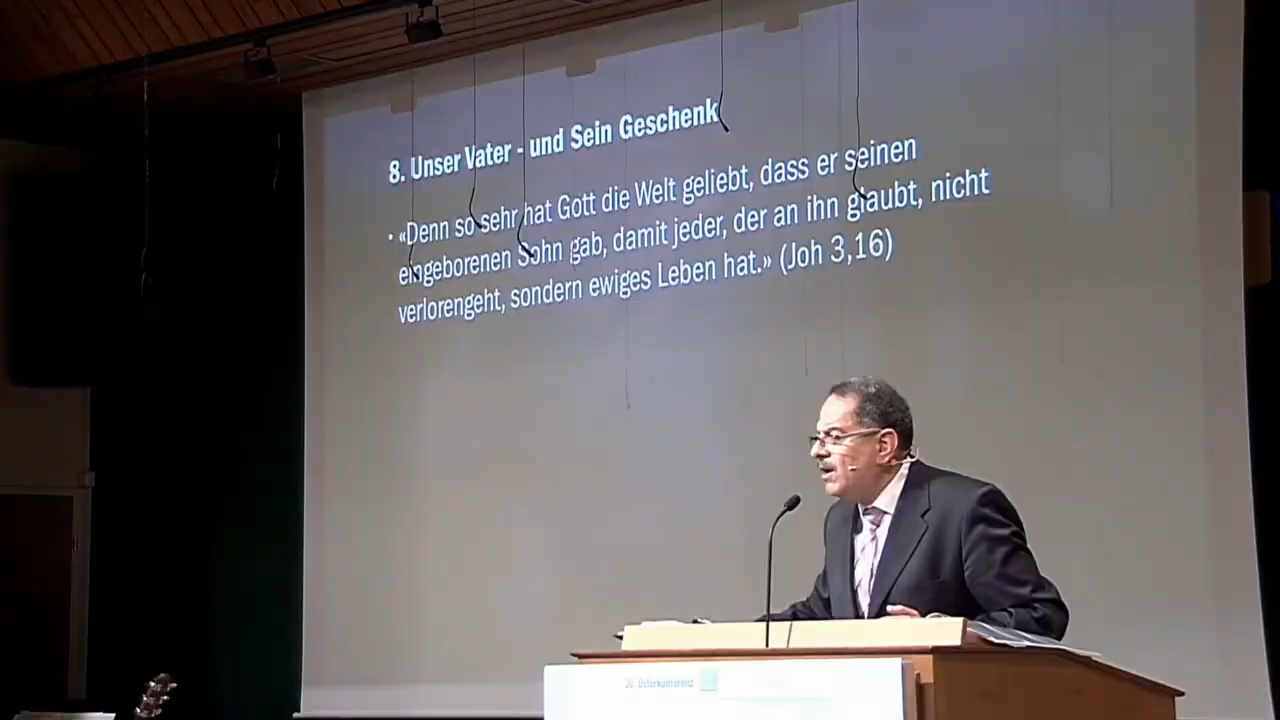 8. Unser Vater - und Sein Geschenk
• «Denn so sehr hat Gott die Welt geliebt, dass er seinen
eingeborenen Sohn gab, damit jeder, der an ihn glaubt, nicht
verlorengeht, sondern ewiges Leben hat.» (Joh 3,16)
Osterkonferenz